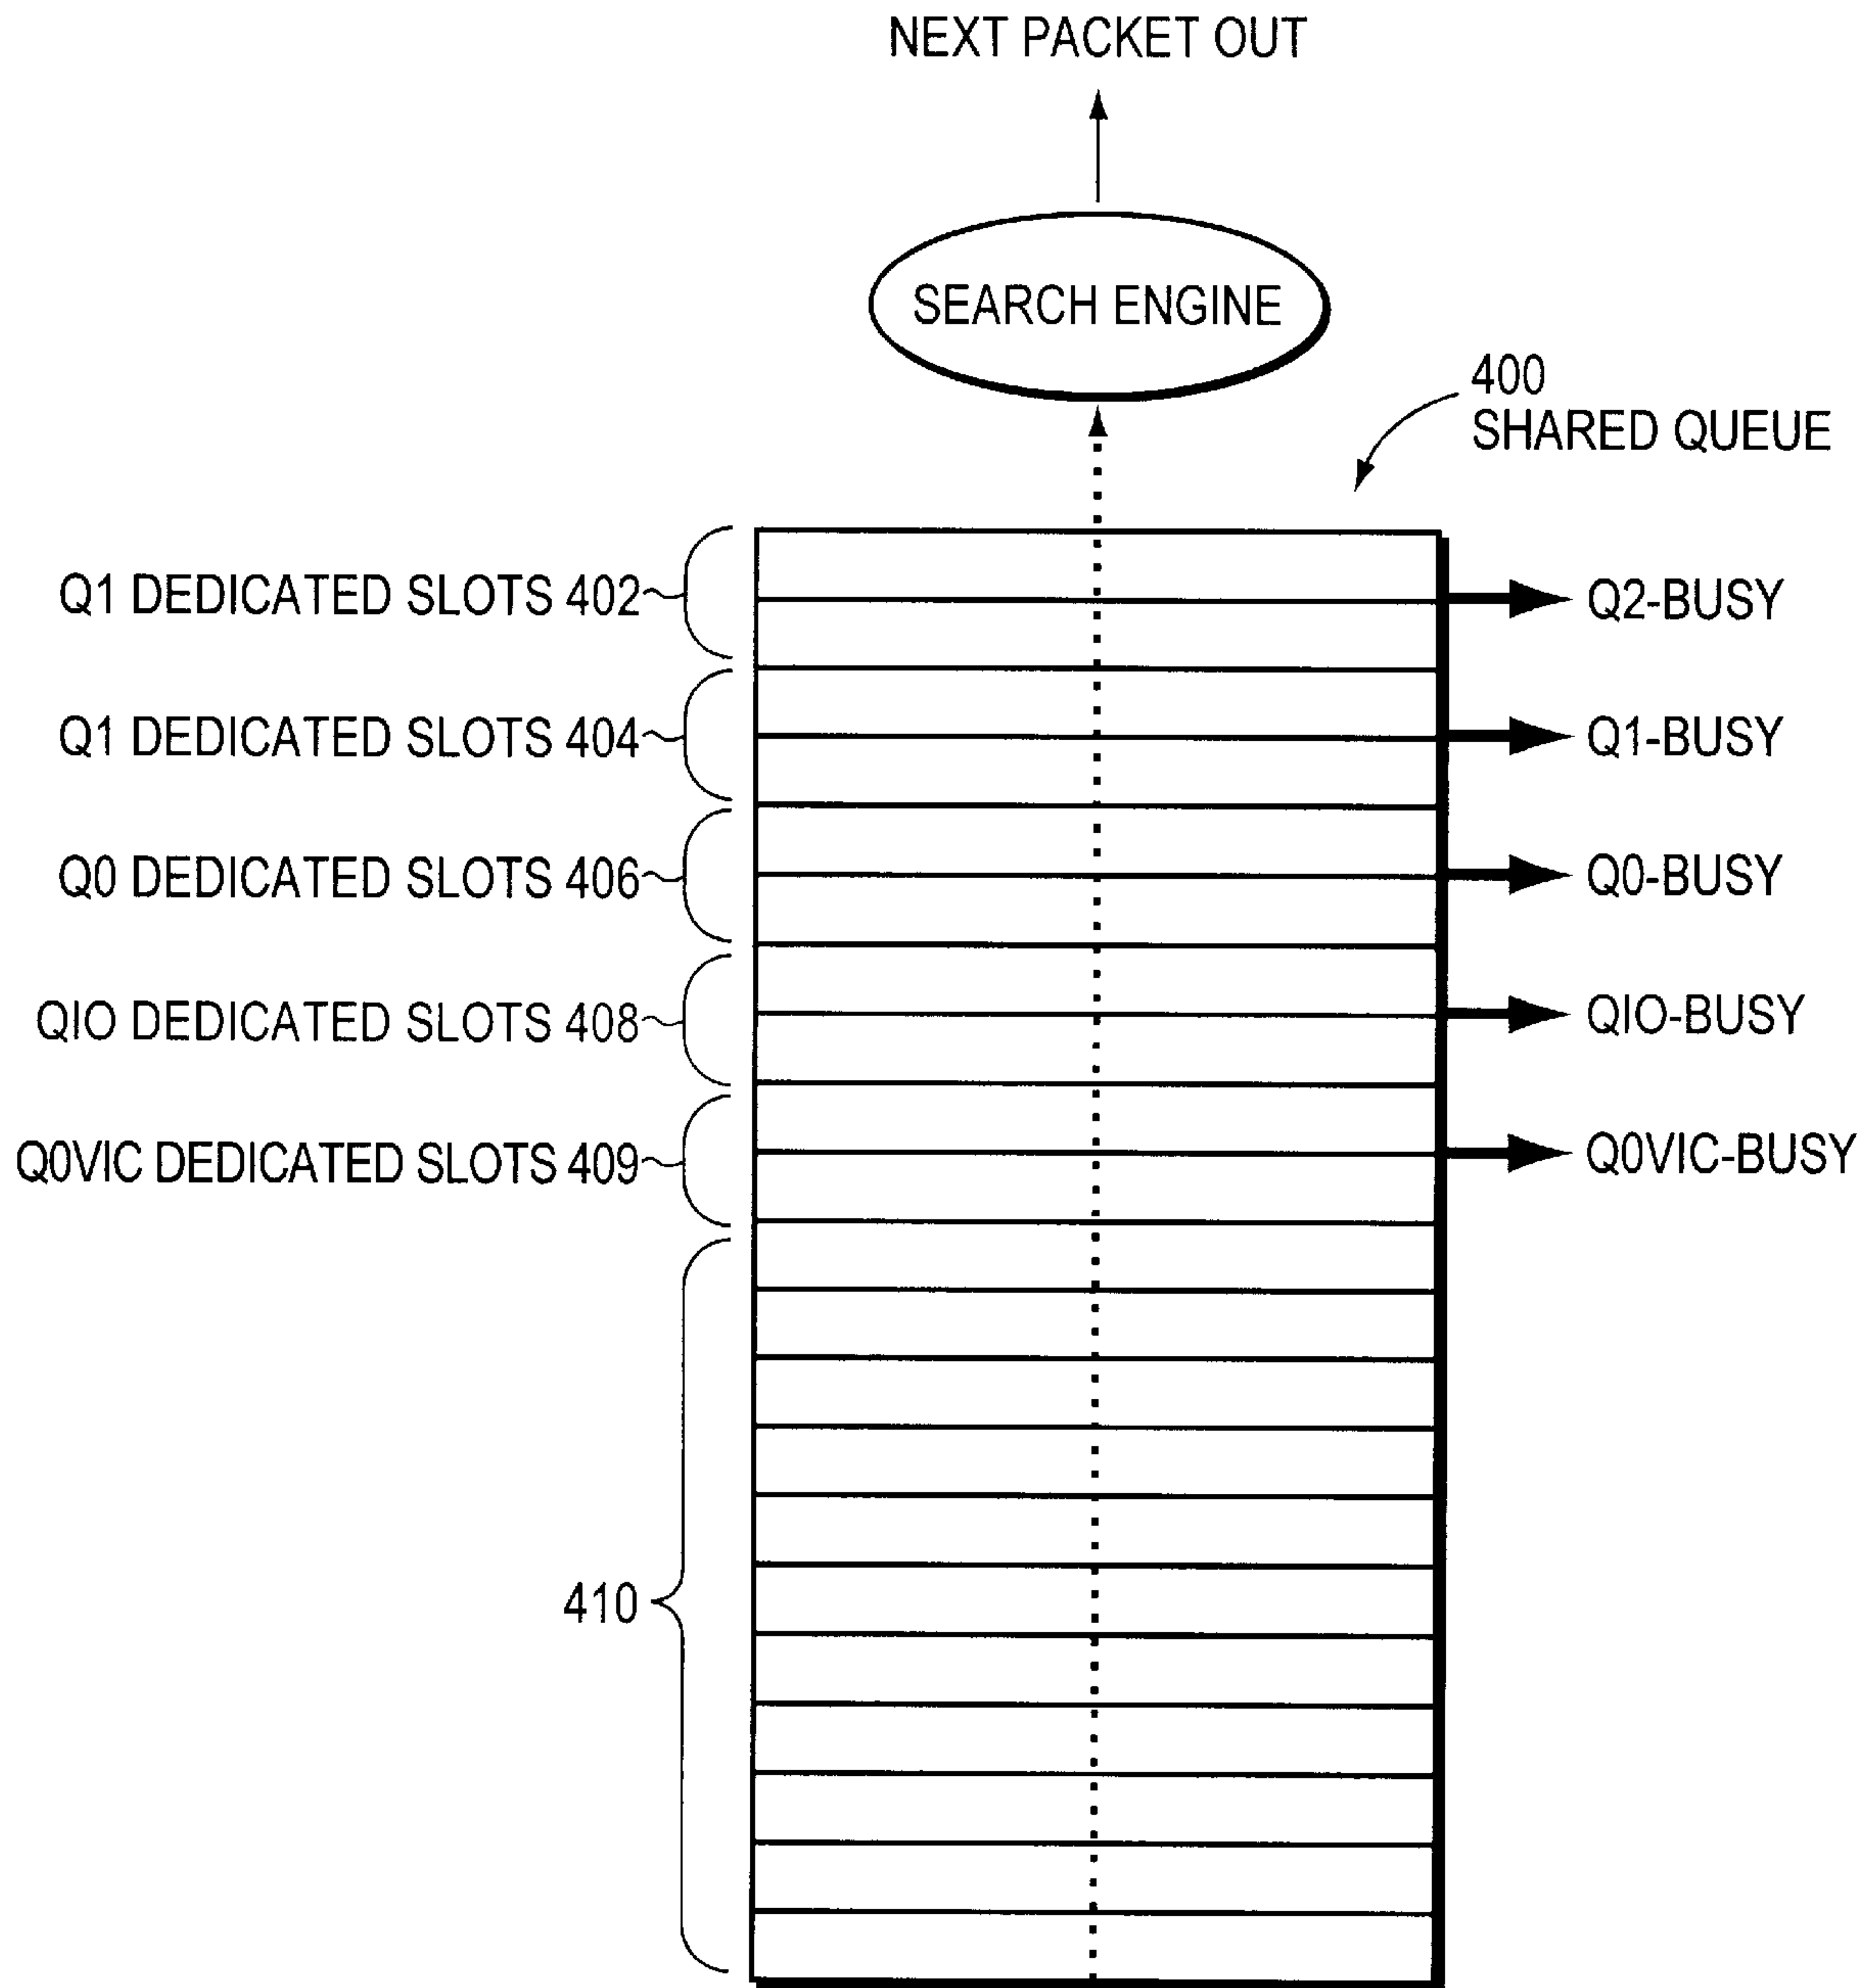 NEXT PACKET OUT
SEARCH ENGINE
400
SHARED QUEUE
Q1 DEDICATED SLOTS 402
Q2-BUSY
Q1 DEDICATED SLOTS 404
Q1-BUSY
Q0 DEDICATED SLOTS 406
Q0-BUSY
QIO DEDICATED SLOTS 408
QIO-BUSY
Q0VIC DEDICATED SLOTS 409
Q0VIC-BUSY
410